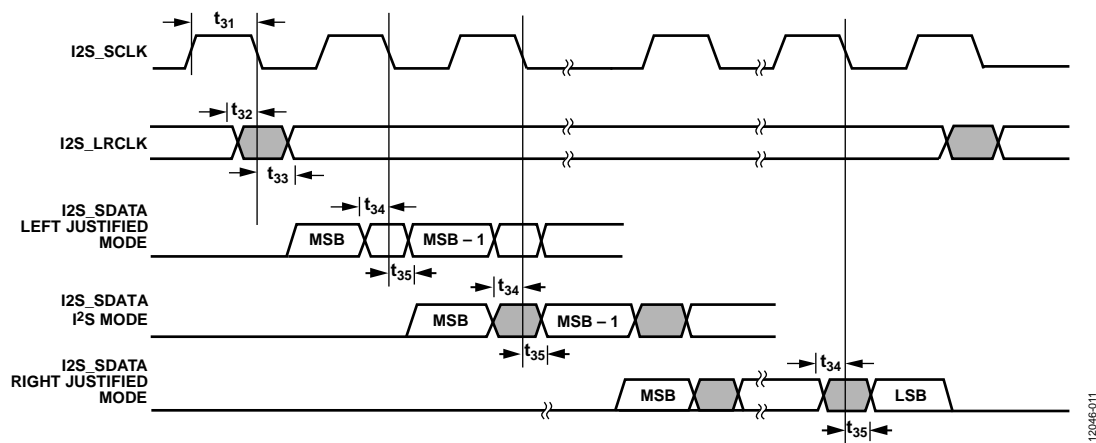 t31
I2S_SCLK
t32
I2S_LRCLK
t33
I2S_SDATA
LEFT JUSTIFIED
MODE
t34
MSB
MSB – 1
t35
I2S_SDATA
I²S MODE
t34
MSB
MSB – 1
t35
I2S_SDATA
RIGHT JUSTIFIED
MODE
t34
MSB
LSB
t35
12046-011